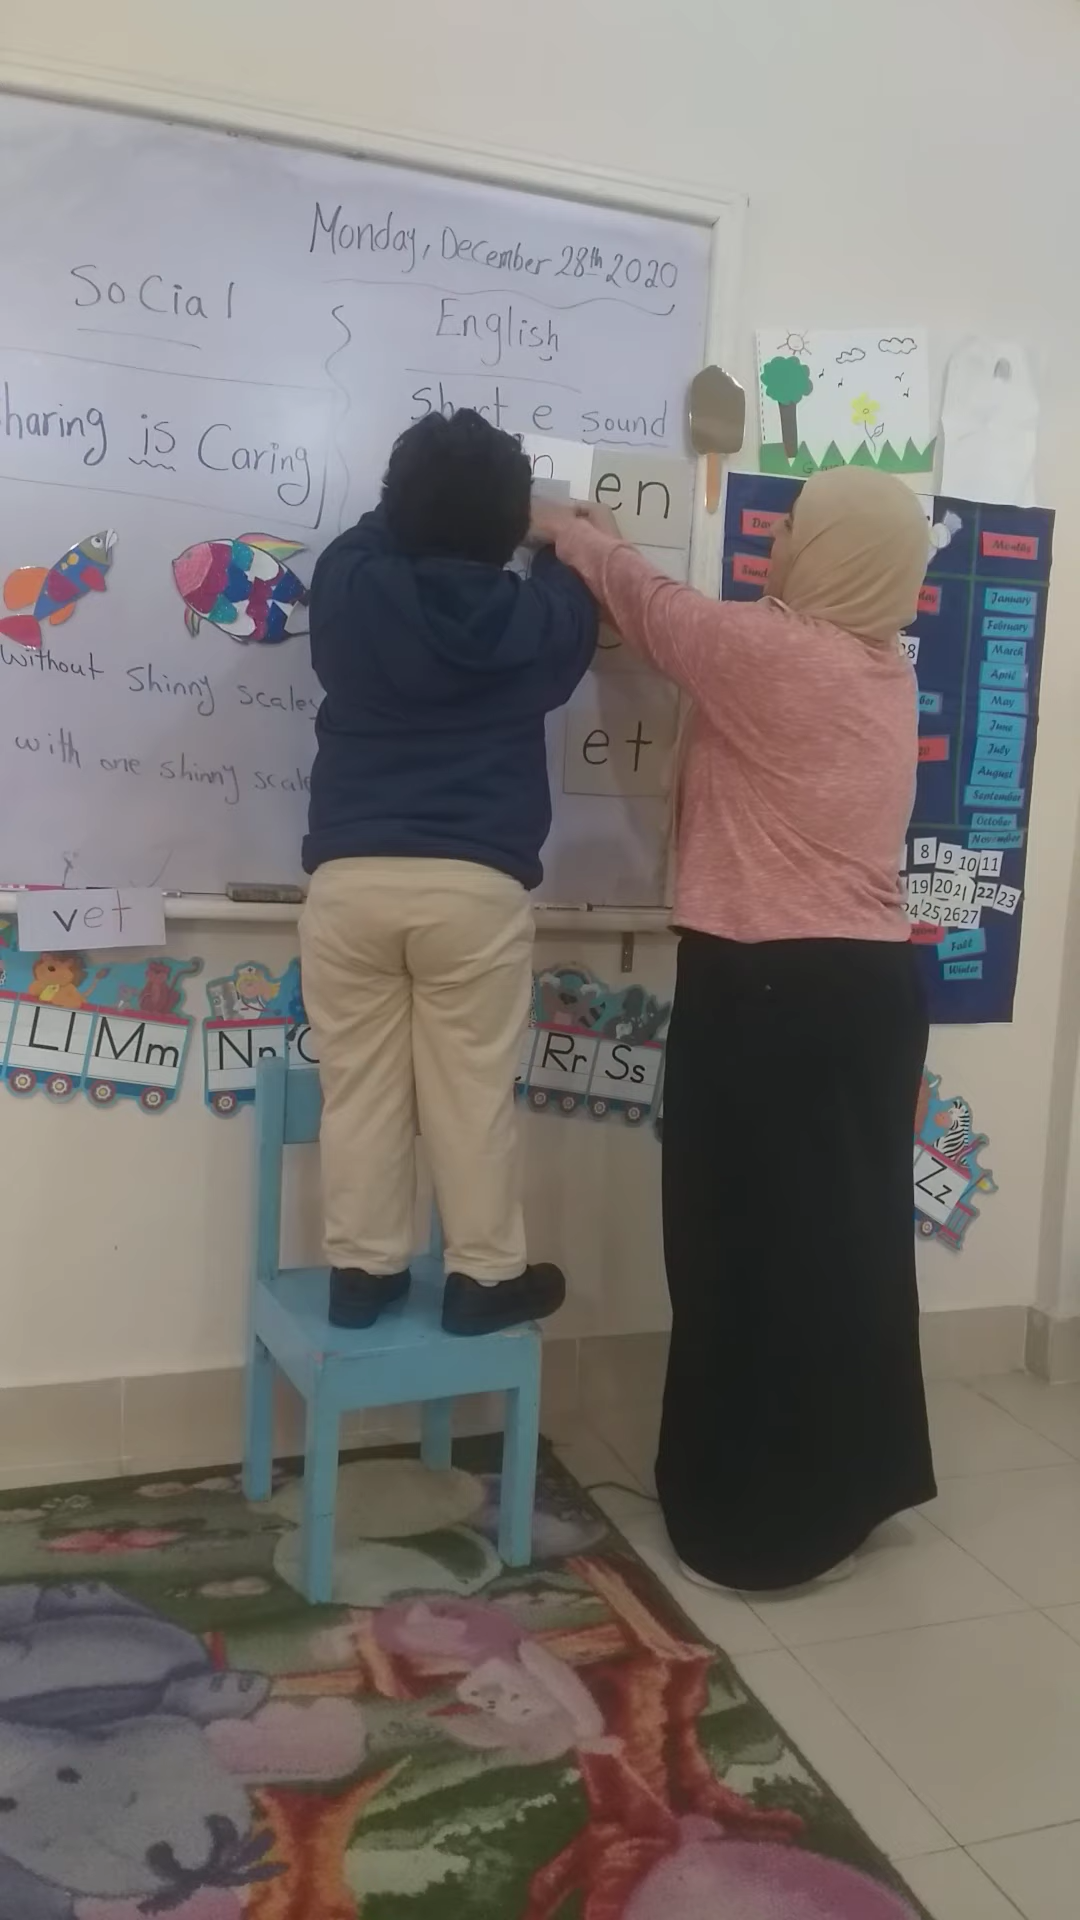 Monday, December 28th 2020
Social
haring is Caring
without shinny scales
with one shinny scale
English
e sound
n
en
et
vet
Ll Mm Nn
Rr Ss
Zz
Months
January
February
March
April
May
June
July
August
September
October
November
8 9 10 11
19 20 21 22 23
24 25 26 27
Fall
Winter